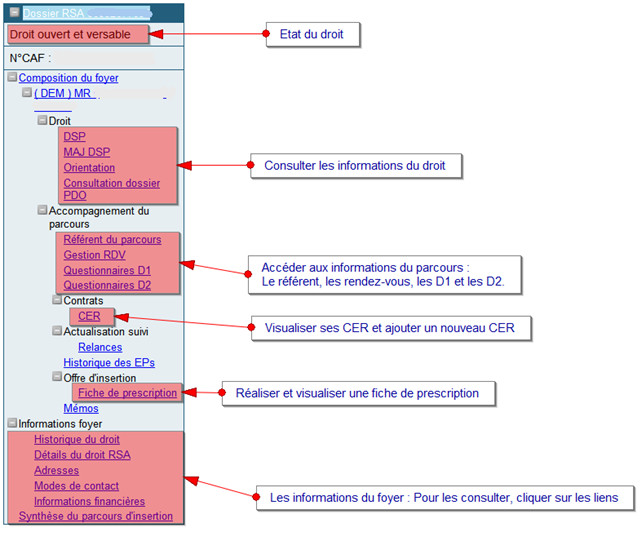 Dossier RSA
Droit ouvert et versable
Etat du droit
N°CAF :
Composition du foyer
( DEM ) MR
Droit
DSP
MAJ DSP
Orientation
Consultation dossier
PDO
Consulter les informations du droit
Accompagnement du
parcours
Référent du parcours
Gestion RDV
Questionnaires D1
Questionnaires D2
Accéder aux informations du parcours :
Le référent, les rendez-vous, les D1 et les D2.
Contrats
CER
Visualiser ses CER et ajouter un nouveau CER
Actualisation suivi
Relances
Historique des EPs
Offre d'insertion
Fiche de prescription
Réaliser et visualiser une fiche de prescription
Mémos
Informations foyer
Historique du droit
Détails du droit RSA
Adresses
Modes de contact
Informations financières
Synthèse du parcours d'insertion
Les informations du foyer : Pour les consulter, cliquer sur les liens